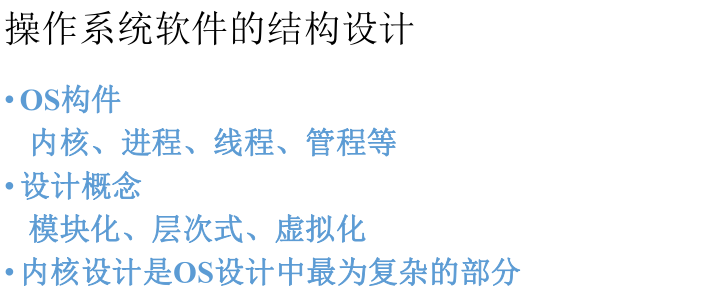 操作系统软件的结构设计
•OS构件
内核、进程、线程、管程等
•设计概念
模块化、层次式、虚拟化
•内核设计是OS设计中最为复杂的部分